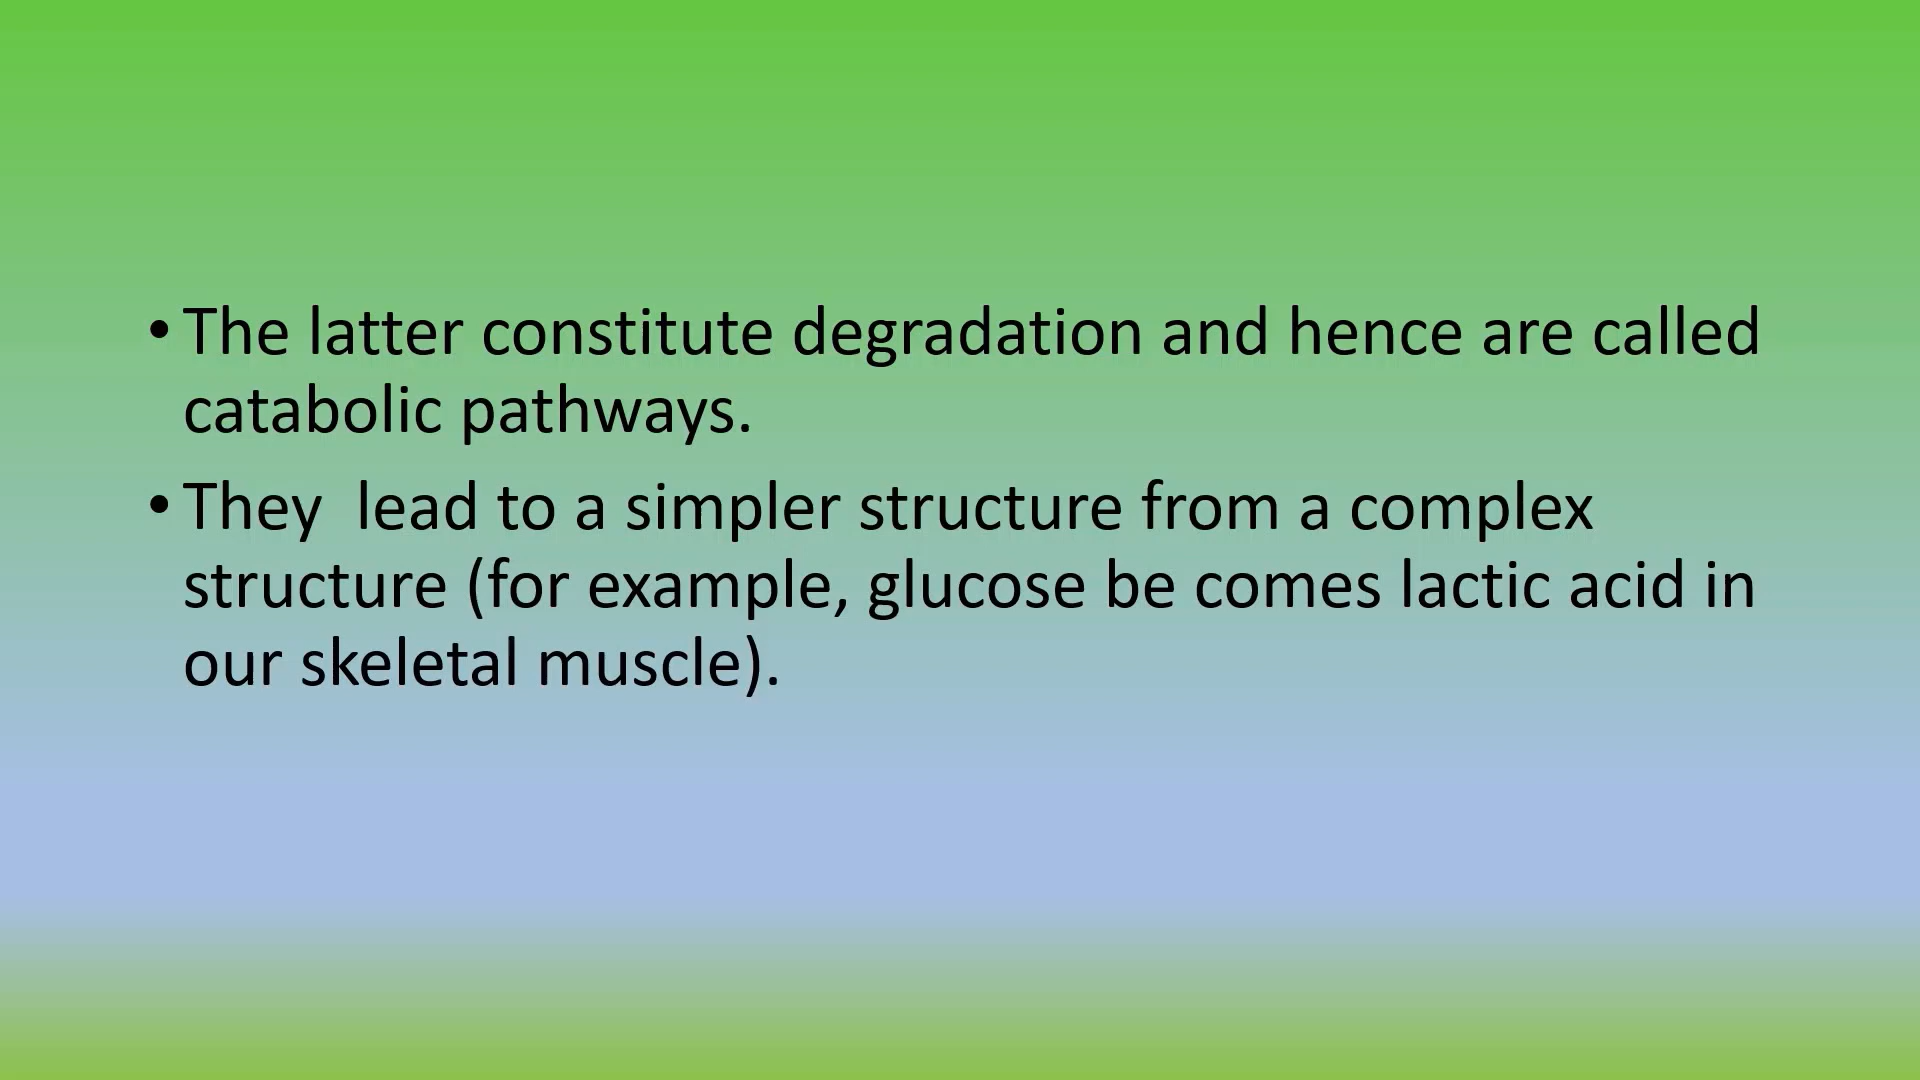 • The latter constitute degradation and hence are called
catabolic pathways.
• They  lead to a simpler structure from a complex
structure (for example, glucose be comes lactic acid in
our skeletal muscle).